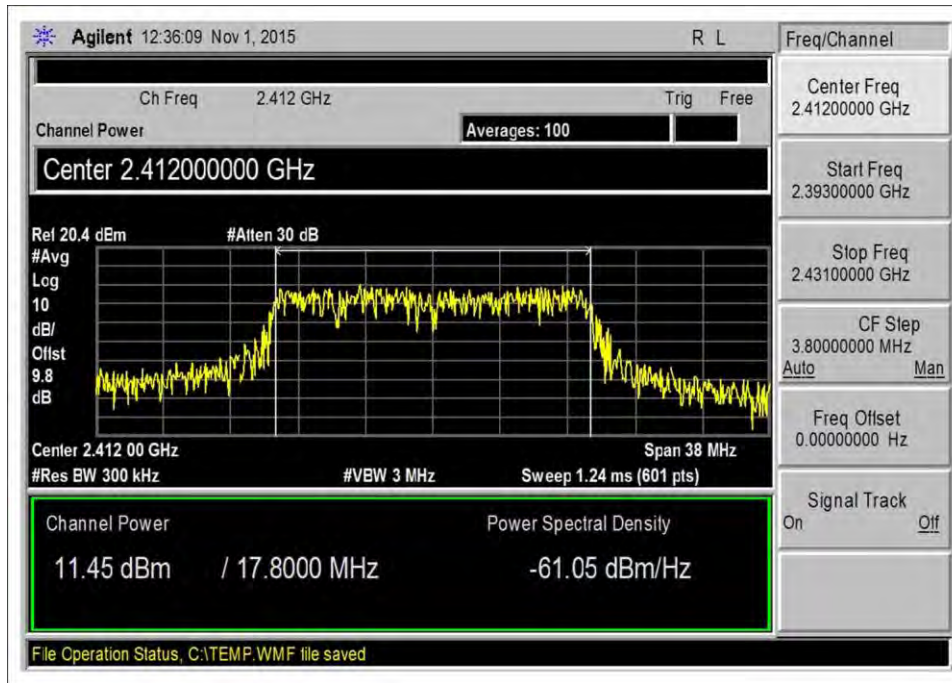 Agilent 12:36:09 Nov 1, 2015 R L
Ch Freq 2.412 GHz Trig Free
Channel Power Averages: 100
Center 2.412000000 GHz
Ref 20.4 dBm #Atten 30 dB
#Avg
Log
10
dB/
Offst
9.8
dB
Center 2.412 00 GHz Span 38 MHz
#Res BW 300 kHz #VBW 3 MHz Sweep 1.24 ms (601 pts)
Channel Power Power Spectral Density
11.45 dBm / 17.8000 MHz -61.05 dBm/Hz
File Operation Status, C:\TEMP.WMF file saved
Freq/Channel
Center Freq
2.41200000 GHz
Start Freq
2.39300000 GHz
Stop Freq
2.43100000 GHz
CF Step
3.80000000 MHz
Auto Man
Freq Offset
0.00000000 Hz
Signal Track
On Off